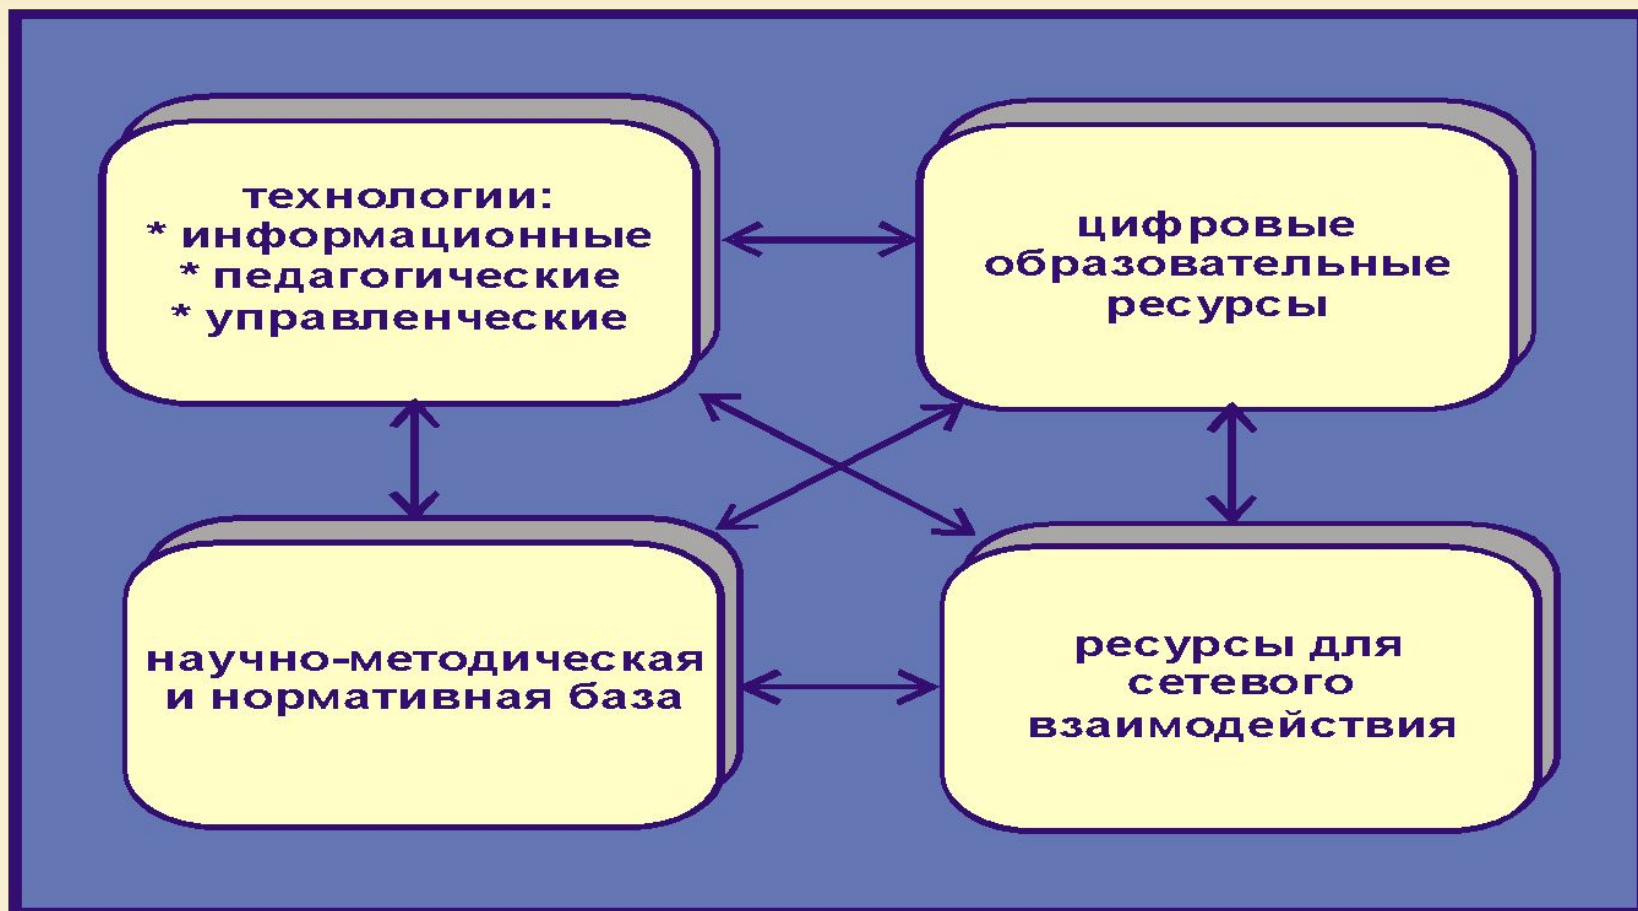 технологии:
* информационные
* педагогические
* управленческие
цифровые
образовательные
ресурсы
научно-методическая
и нормативная база
ресурсы для
сетевого
взаимодействия